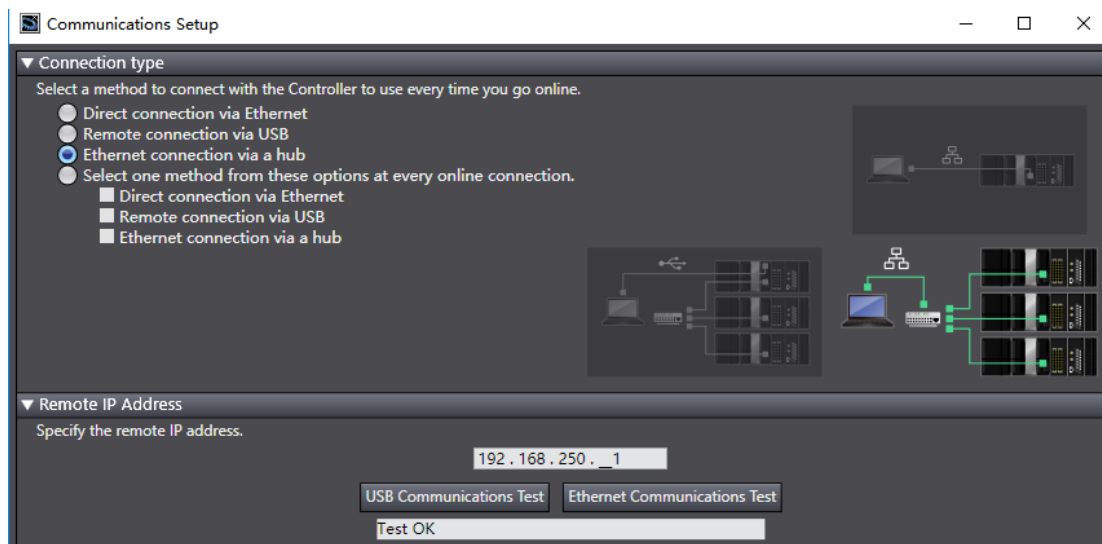 Communications Setup
▼ Connection type
Select a method to connect with the Controller to use every time you go online.
Direct connection via Ethernet
Remote connection via USB
Ethernet connection via a hub
Select one method from these options at every online connection.
Direct connection via Ethernet
Remote connection via USB
Ethernet connection via a hub
▼ Remote IP Address
Specify the remote IP address.
192 . 168 . 250 . __1
USB Communications Test Ethernet Communications Test
Test OK